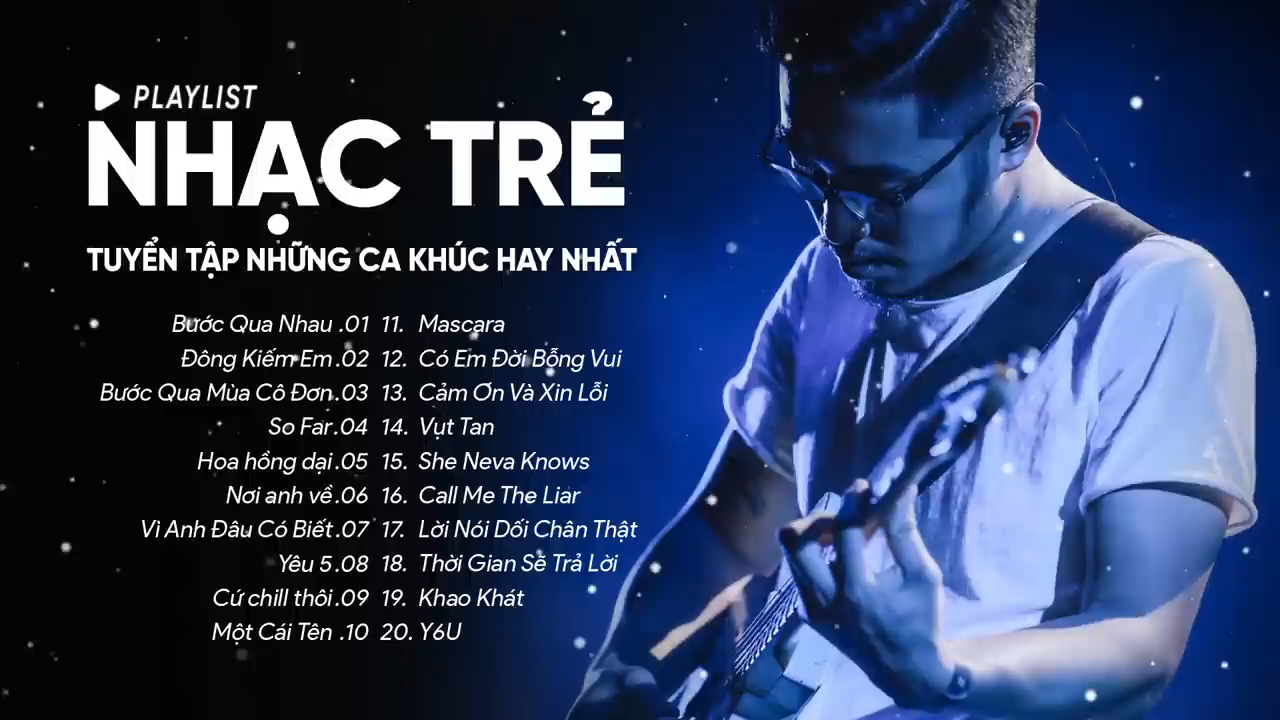 PLAYLIST
NHẠC TRẺ
TUYỂN TẬP NHỮNG CA KHÚC HAY NHẤT
Bước Qua Nhau .01
Đông Kiếm Em .02
Bước Qua Mùa Cô Đơn .03
So Far .04
Hoa hồng dại .05
Nơi anh về .06
Vì Anh Đâu Có Biết .07
Yêu 5 .08
Cứ chill thôi .09
Một Cái Tên .10
11. Mascara
12. Có Em Đời Bỗng Vui
13. Cảm Ơn Và Xin Lỗi
14. Vụt Tan
15. She Neva Knows
16. Call Me The Liar
17. Lời Nói Dối Chân Thật
18. Thời Gian Sẽ Trả Lời
19. Khao Khát
20. Y6U